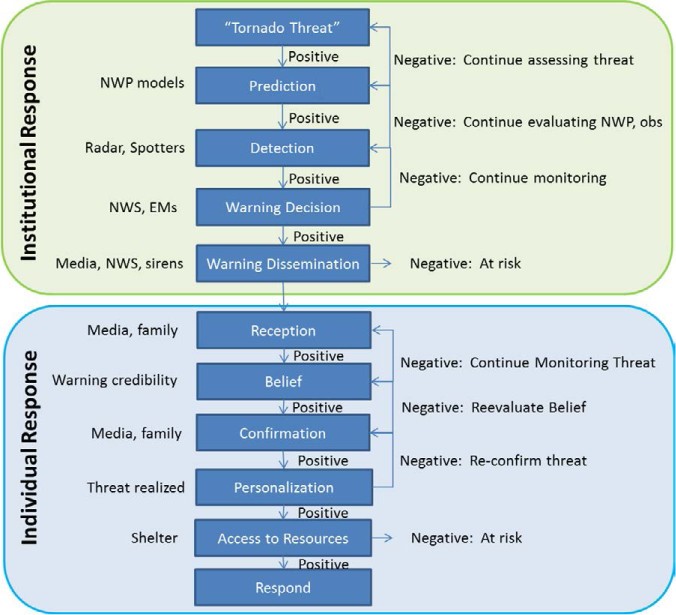 Institutional Response
"Tornado Threat"
Positive
Negative: Continue assessing threat
NWP models
Prediction
Positive
Negative: Continue evaluating NWP, obs
Radar, Spotters
Detection
Positive
Negative: Continue monitoring
NWS, EMs
Warning Decision
Positive
Media, NWS, sirens
Warning Dissemination
Negative: At risk
Individual Response
Media, family
Reception
Positive
Negative: Continue Monitoring Threat
Warning credibility
Belief
Positive
Negative: Reevaluate Belief
Media, family
Confirmation
Positive
Negative: Re-confirm threat
Threat realized
Personalization
Positive
Shelter
Access to Resources
Negative: At risk
Positive
Respond